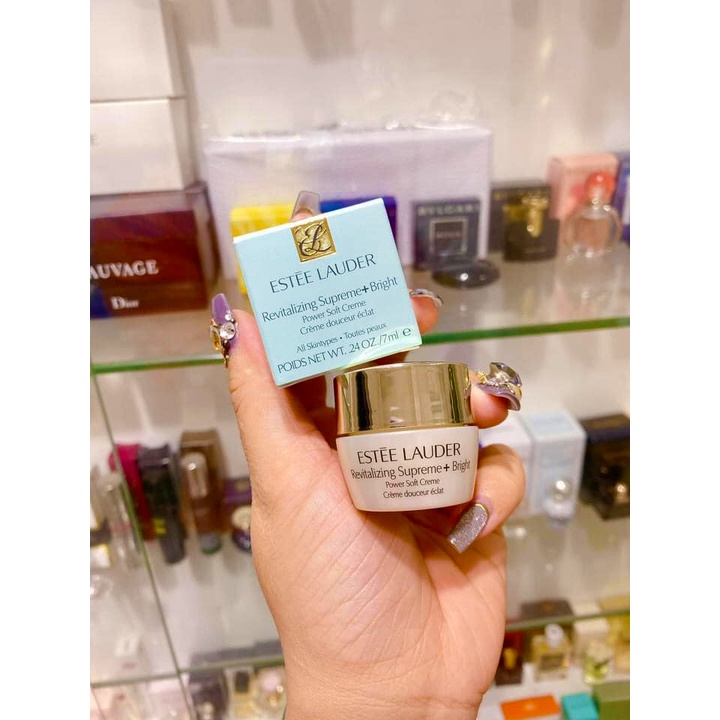 ESTĒE LAUDER
Revitalizing Supreme+Bright
Power Soft Creme
Crème douceur éclat
All Skintypes • Toutes peaux
POIDS NET WT. .24 OZ./7ml e
ESTĒE LAUDER
Revitalizing Supreme+ Bright
Power Soft Creme
Crème douceur éclat
AUVAGE
Dior
BVLGARI